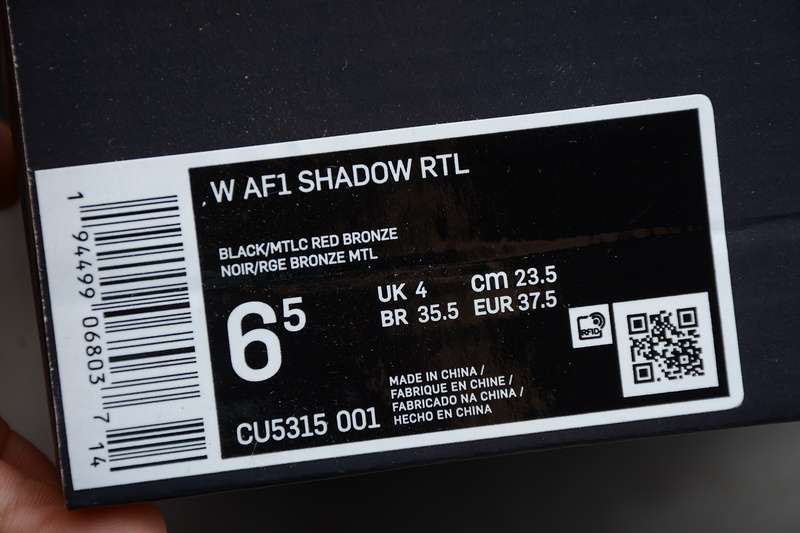 W AF1 SHADOW RTL
BLACK/MTLC RED BRONZE
NOIR/RGE BRONZE MTL
6 5
UK 4 cm 23.5
BR 35.5 EUR 37.5
RFID
MADE IN CHINA /
FABRIQUE EN CHINE /
FABRICADO NA CHINA /
HECHO EN CHINA
CU5315 001
1 94499 06803 7 14